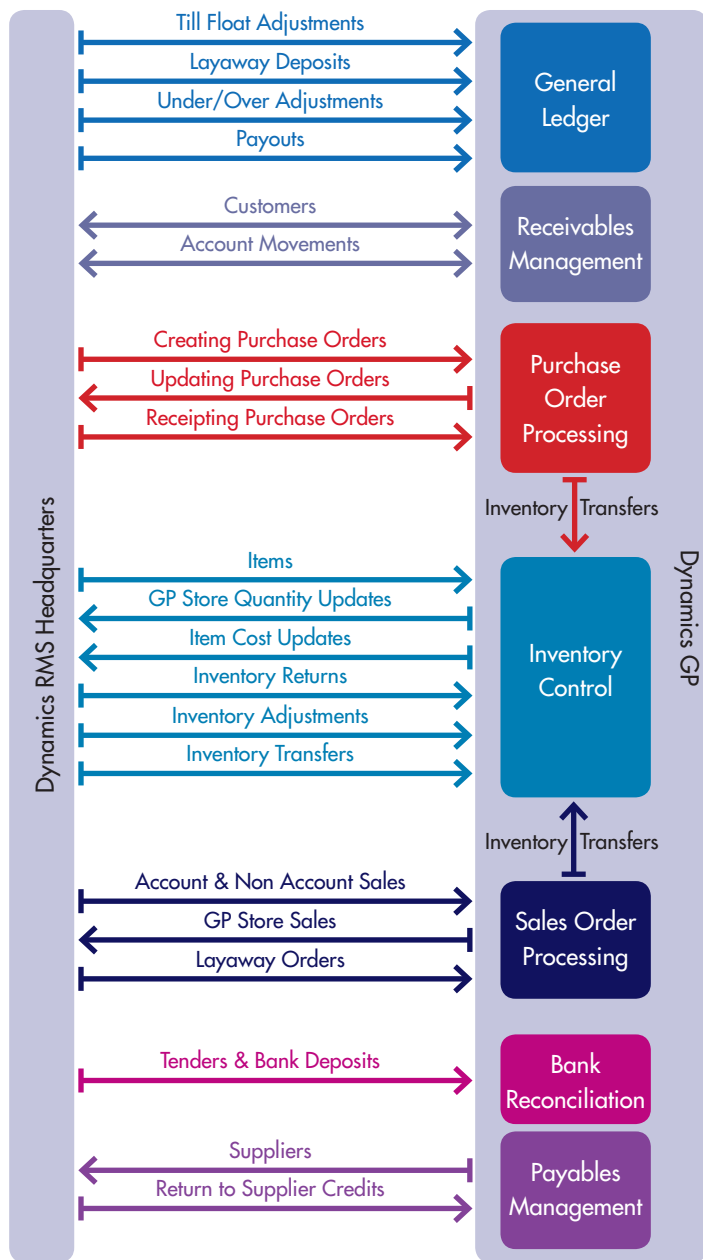 Till Float Adjustments
Layaway Deposits
Under/Over Adjustments
Payouts
General
Ledger
Customers
Account Movements
Receivables
Management
Creating Purchase Orders
Updating Purchase Orders
Receipting Purchase Orders
Purchase
Order
Processing
Inventory Transfers
Dynamics RMS Headquarters
Dynamics GP
Items
GP Store Quantity Updates
Item Cost Updates
Inventory Returns
Inventory Adjustments
Inventory Transfers
Inventory
Control
Inventory Transfers
Account & Non Account Sales
GP Store Sales
Layaway Orders
Sales Order
Processing
Tenders & Bank Deposits
Bank
Reconciliation
Suppliers
Return to Supplier Credits
Payables
Management